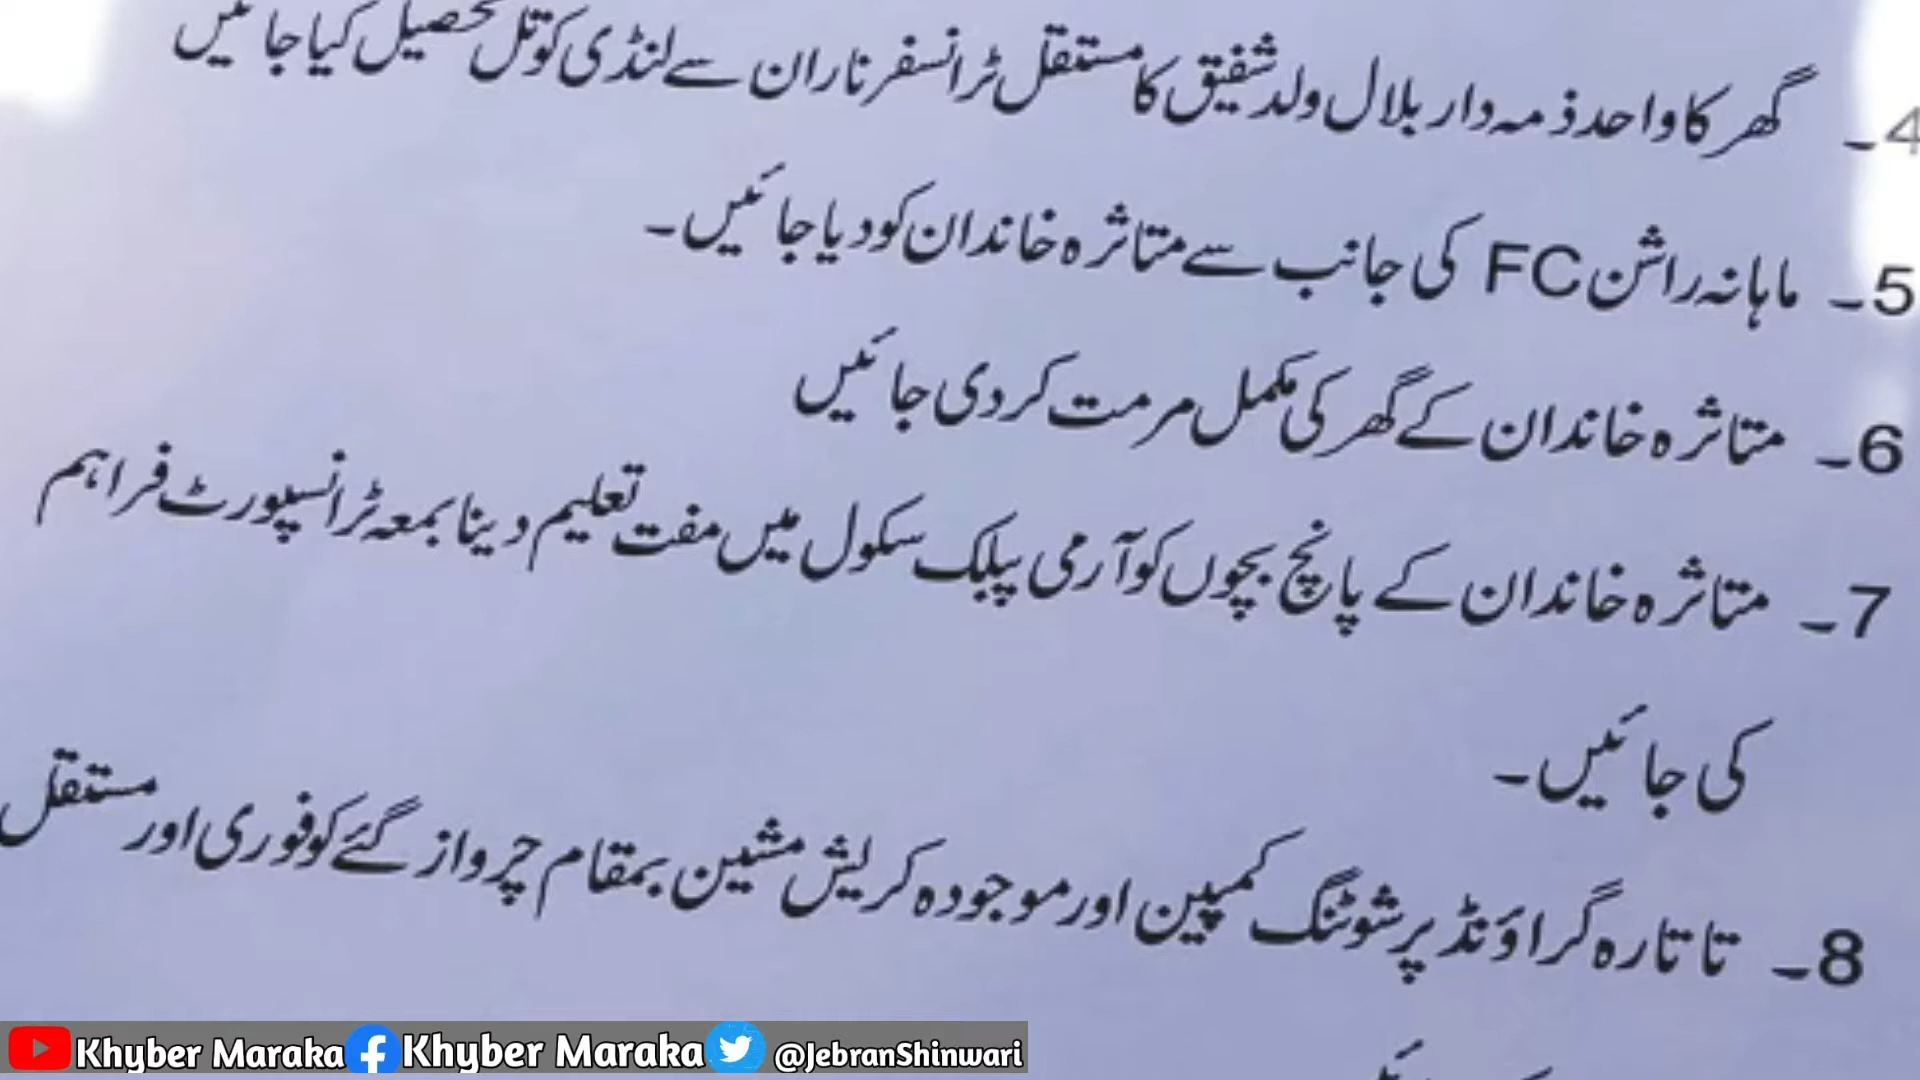 4۔ گھر کا واحد ذمہ دار بلال ولد شفیق کا مستقل ٹرانسفر ناران سے لنڈی کوتل تحصیل کیا جائیں
5۔ ماہانہ راشن FC کی جانب سے متاثرہ خاندان کو دیا جائیں۔
6۔ متاثرہ خاندان کے گھر کی مکمل مرمت کر دی جائیں
7۔ متاثرہ خاندان کے پانچ بچوں کو آرمی پبلک سکول میں مفت تعلیم دینا بمعہ ٹرانسپورٹ فراہم
کی جائیں۔
8۔ تاتارہ گراؤنڈ پر شوٹنگ کمپین اور موجودہ کریش مشین بمقام چرواز گئے کو فوری اور مستقل
Khyber Maraka Khyber Maraka @JebranShinwari